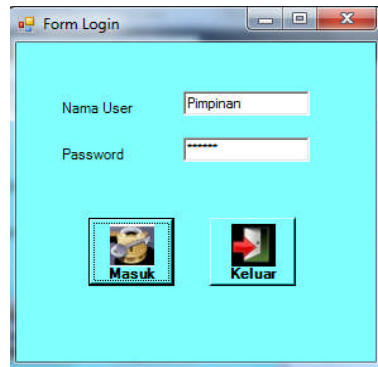 Form Login
Nama User
Pimpinan
Password
******
Masuk
Keluar